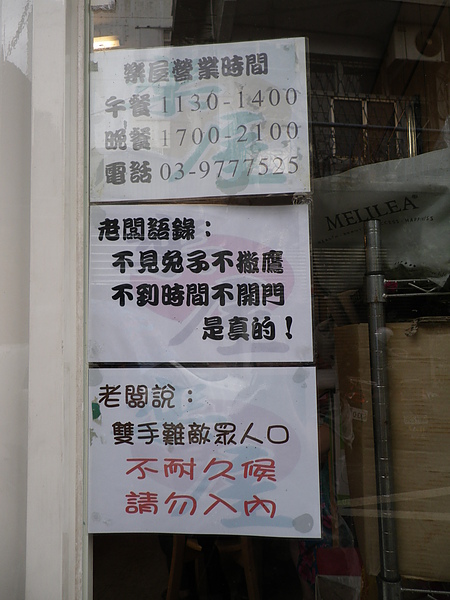 樂屋營業時間
午餐 1130-1400
晚餐 1700-2100
電話 03-9777525
老闆語錄：
不見兔子不撒鷹
不到時間不開門
是真的！
老闆說：
雙手難敵眾人口
不耐久候
請勿入內
MELILEA®